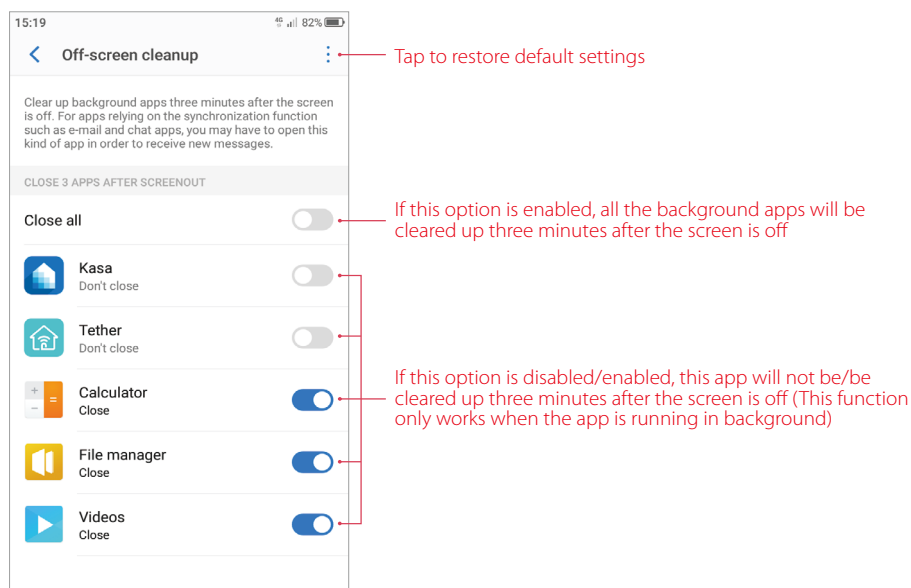 15:19
4G 82%
Off-screen cleanup
Tap to restore default settings
Clear up background apps three minutes after the screen
is off. For apps relying on the synchronization function
such as e-mail and chat apps, you may have to open this
kind of app in order to receive new messages.
CLOSE 3 APPS AFTER SCREENOUT
Close all
If this option is enabled, all the background apps will be
cleared up three minutes after the screen is off
Kasa
Don't close
Tether
Don't close
Calculator
Close
If this option is disabled/enabled, this app will not be/be
cleared up three minutes after the screen is off (This function
only works when the app is running in background)
File manager
Close
Videos
Close